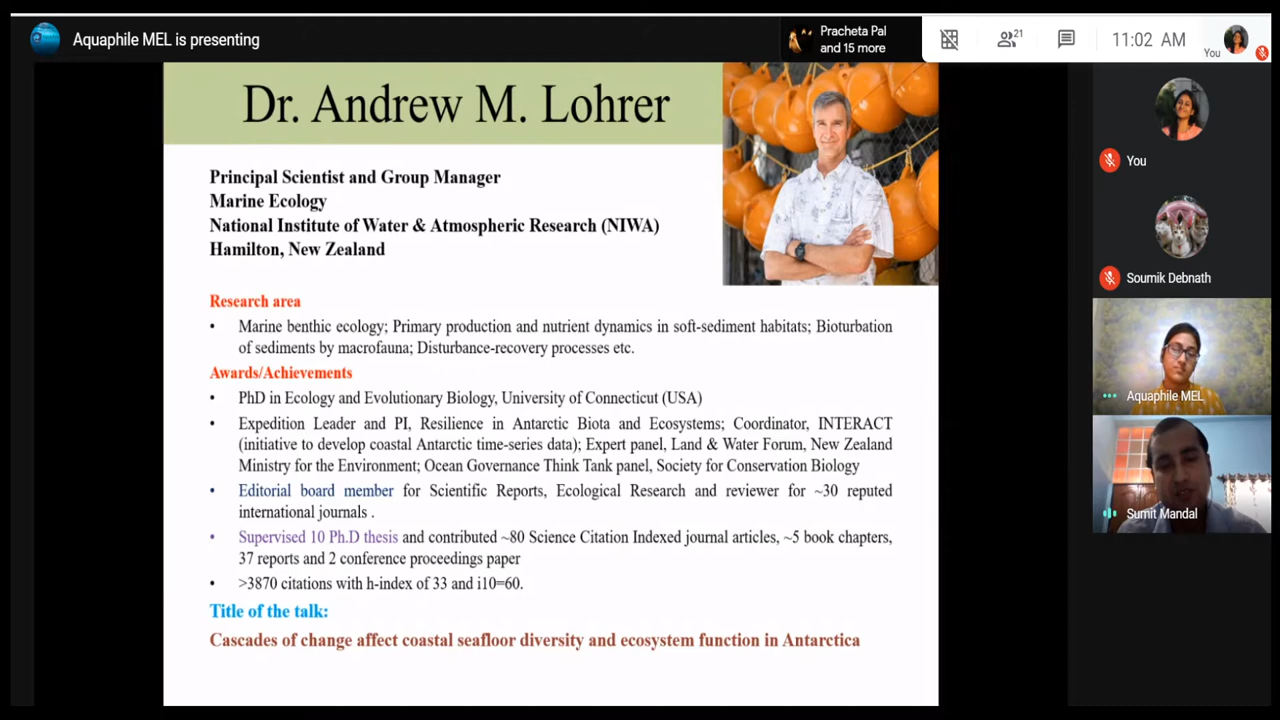 Aquaphile MEL is presenting
Pracheta Pal
and 15 more
21
11:02 AM
You
Dr. Andrew M. Lohrer
Principal Scientist and Group Manager
Marine Ecology
National Institute of Water & Atmospheric Research (NIWA)
Hamilton, New Zealand
Research area
• Marine benthic ecology; Primary production and nutrient dynamics in soft-sediment habitats; Bioturbation
of sediments by macrofauna; Disturbance-recovery processes etc.
Awards/Achievements
• PhD in Ecology and Evolutionary Biology, University of Connecticut (USA)
• Expedition Leader and PI, Resilience in Antarctic Biota and Ecosystems; Coordinator, INTERACT
(initiative to develop coastal Antarctic time-series data); Expert panel, Land & Water Forum, New Zealand
Ministry for the Environment; Ocean Governance Think Tank panel, Society for Conservation Biology
• Editorial board member for Scientific Reports, Ecological Research and reviewer for ~30 reputed
international journals .
• Supervised 10 Ph.D thesis and contributed ~80 Science Citation Indexed journal articles, ~5 book chapters,
37 reports and 2 conference proceedings paper
• >3870 citations with h-index of 33 and i10=60.
Title of the talk:
Cascades of change affect coastal seafloor diversity and ecosystem function in Antarctica
You
Soumik Debnath
Aquaphile MEL
Sumit Mandal